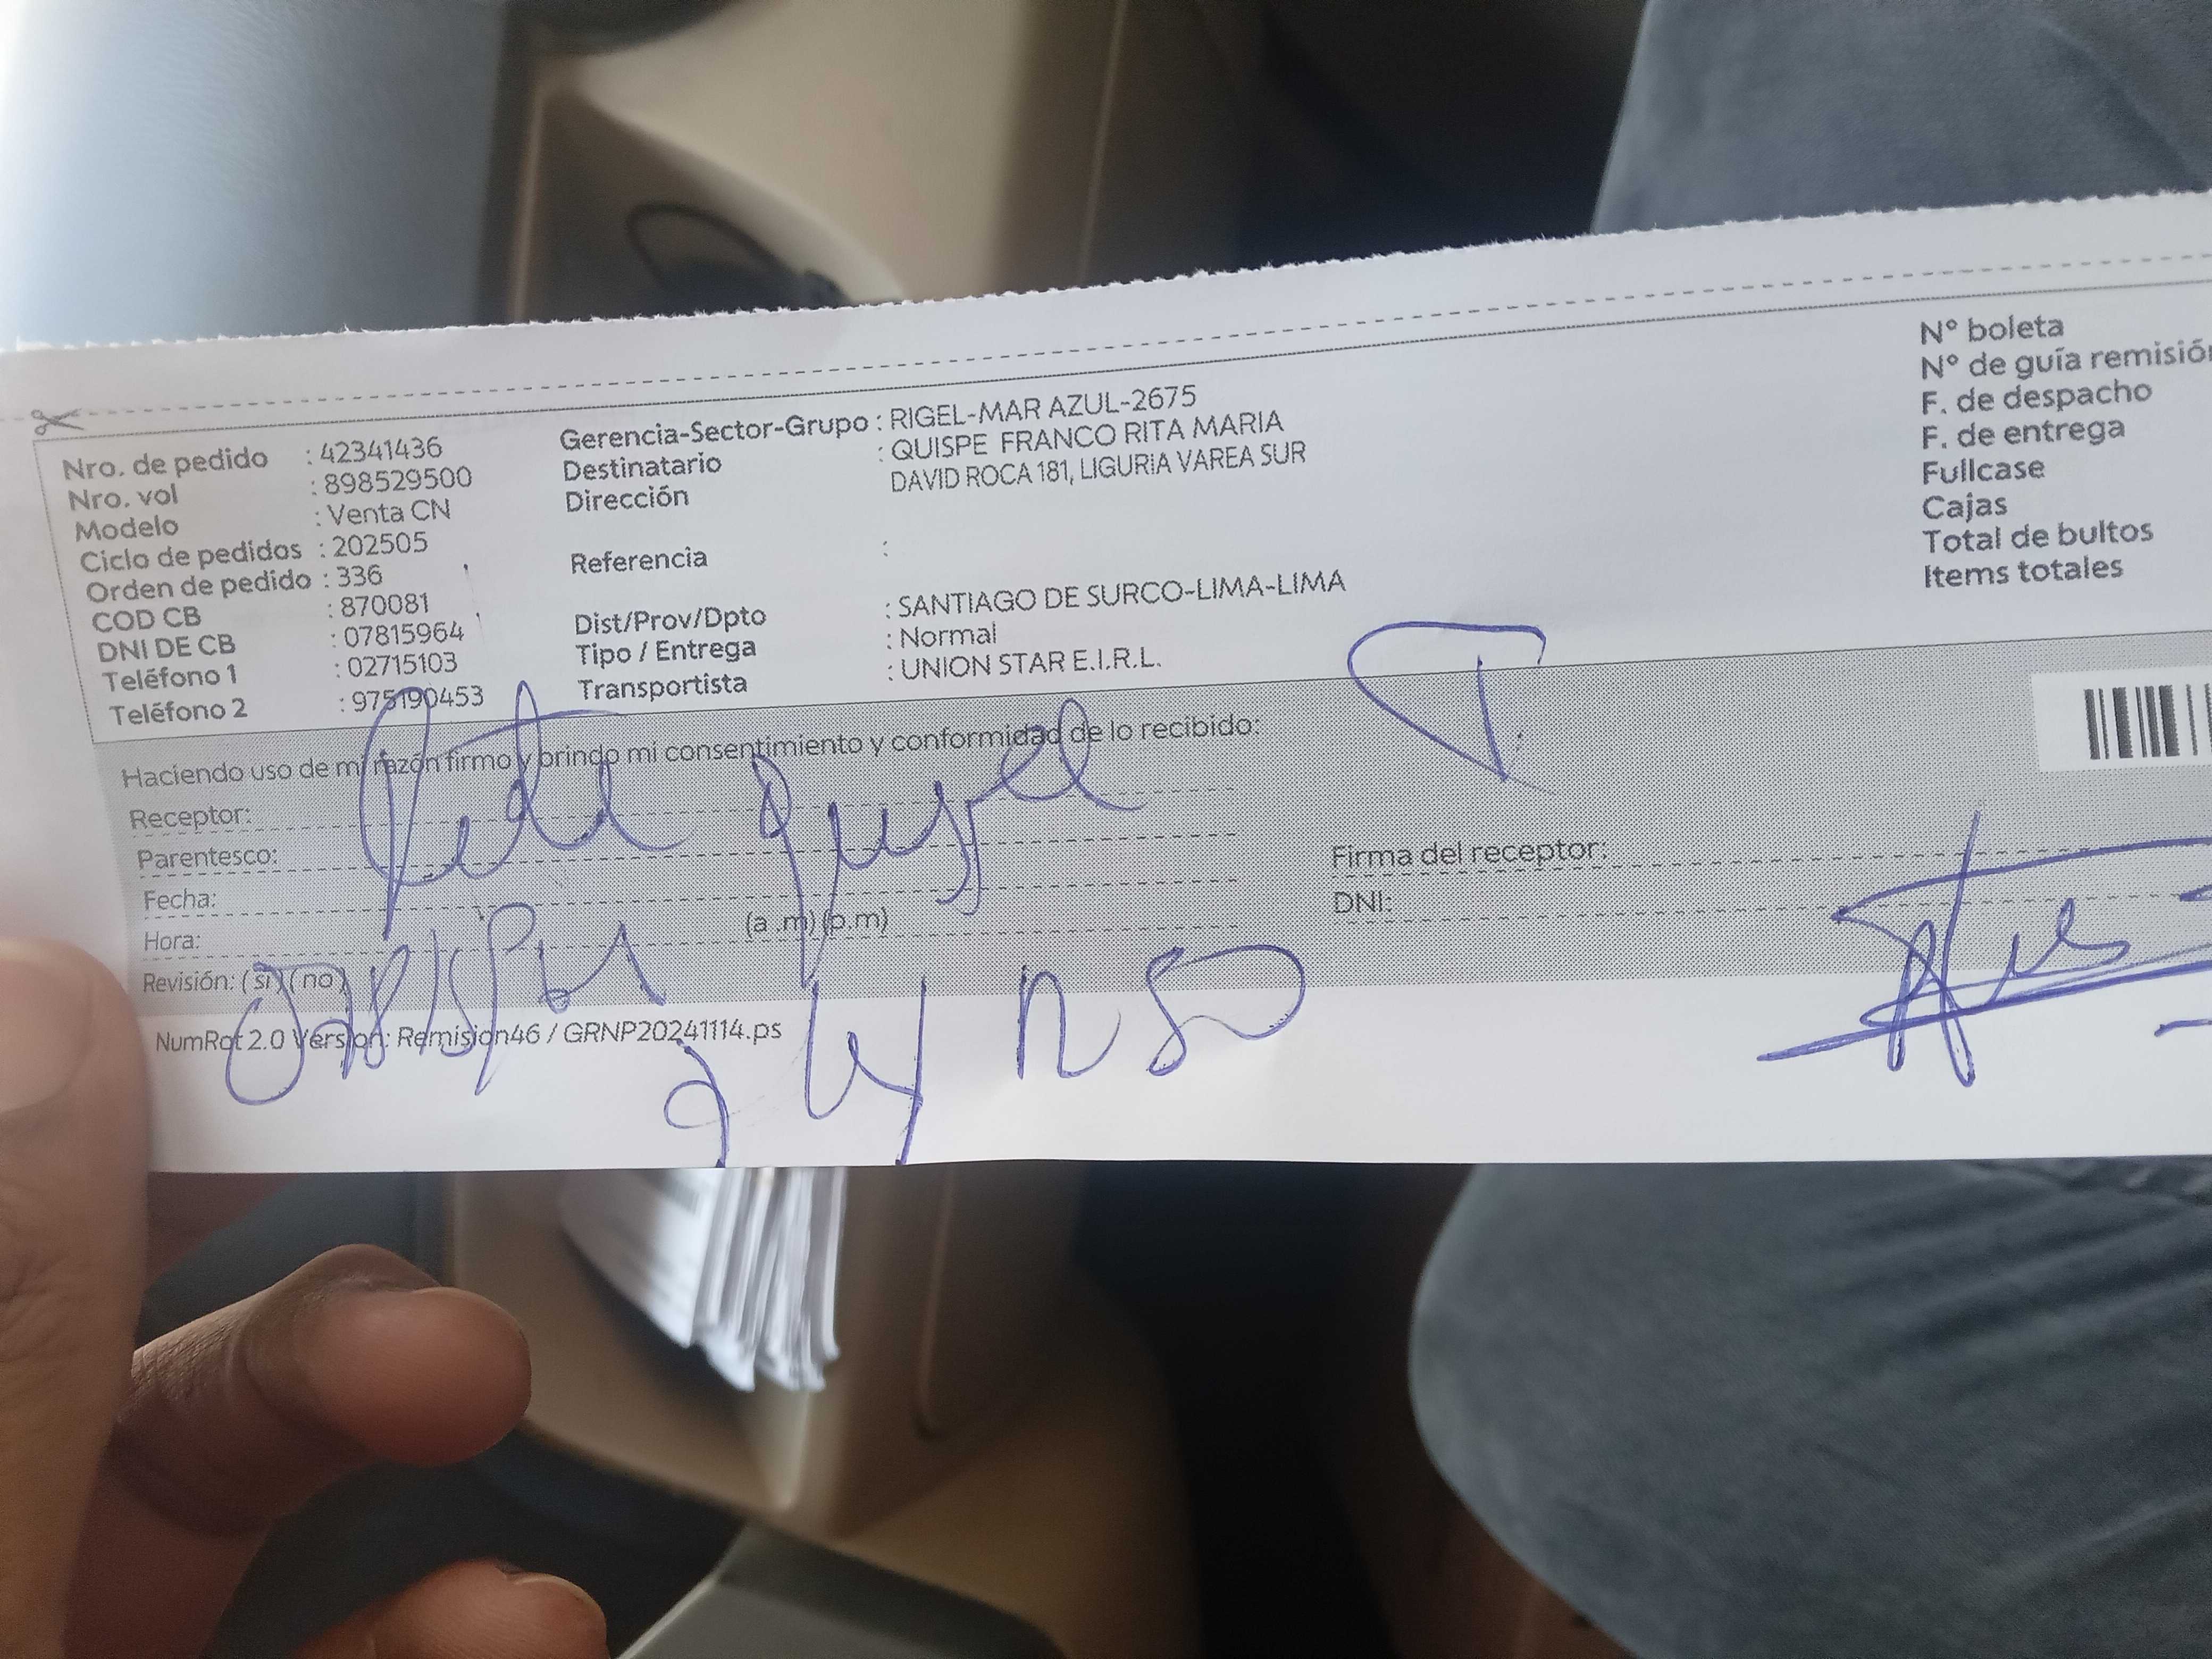 Nro. de pedido : 42341436
Nro. vol : 898529500
Modelo : Venta CN
Ciclo de pedidos : 202505
Orden de pedido : 336
COD CB : 870081
DNI DE CB : 07815964
Teléfono 1 : 02715103
Teléfono 2 : 975190453
Gerencia-Sector-Grupo : RIGEL-MAR AZUL-2675
Destinatario : QUISPE FRANCO RITA MARIA
Dirección DAVID ROCA 181, LIGURIA VAREA SUR
Referencia :
Dist/Prov/Dpto : SANTIAGO DE SURCO-LIMA-LIMA
Tipo / Entrega : Normal
Transportista : UNION STAR E.I.R.L.
N° boleta
N° de guía remisión
F. de despacho
F. de entrega
Fullcase
Cajas
Total de bultos
Items totales
Haciendo uso de mi razón firmo y brindo mi consentimiento y conformidad de lo recibido:
Receptor:
Parentesco:
Fecha:
Hora: (a .m) (p.m)
Revisión: ( si ) ( no )
Firma del receptor:
DNI:
NumRot 2.0 Version: Remision46 / GRNP20241114.ps